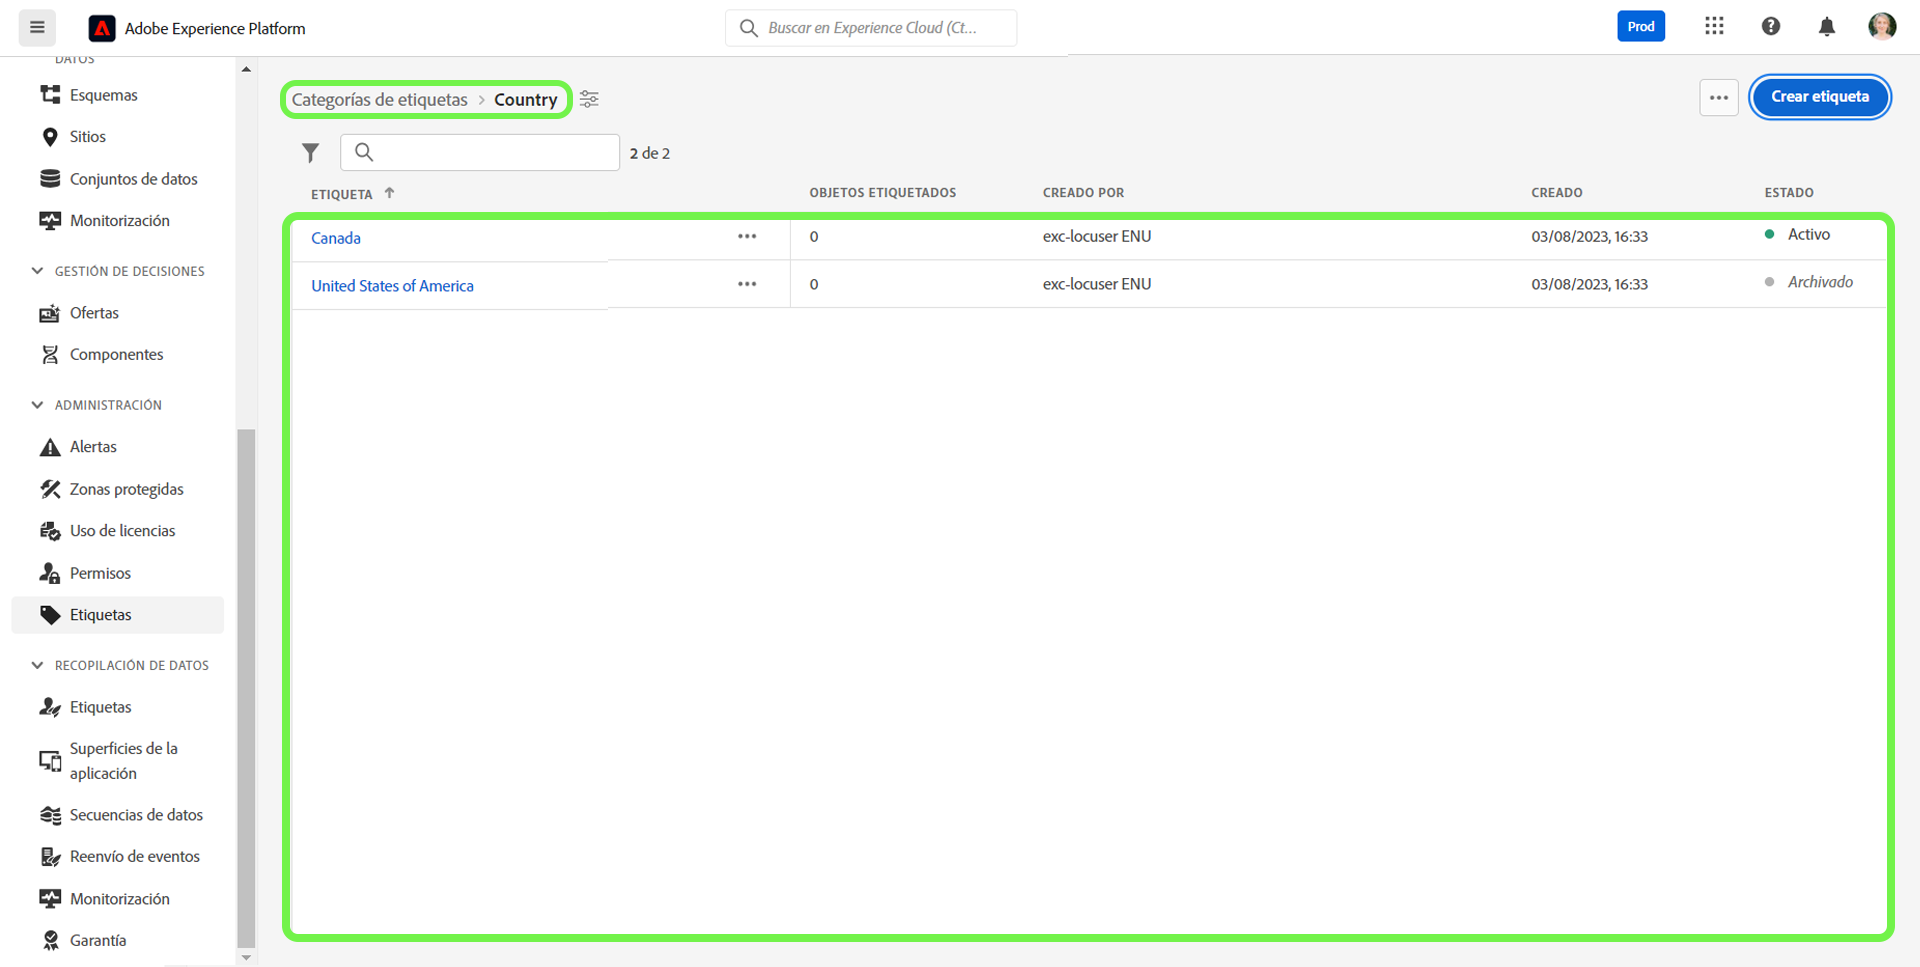 Adobe Experience Platform
Buscar en Experience Cloud (Ct...
Prod
DATOS
Esquemas
Sitios
Conjuntos de datos
Monitorización
GESTIÓN DE DECISIONES
Ofertas
Componentes
ADMINISTRACIÓN
Alertas
Zonas protegidas
Uso de licencias
Permisos
Etiquetas
RECOPILACIÓN DE DATOS
Etiquetas
Superficies de la
aplicación
Secuencias de datos
Reenvío de eventos
Monitorización
Garantía
Categorías de etiquetas > Country
Crear etiqueta
2 de 2
ETIQUETA OBJETOS ETIQUETADOS CREADO POR CREADO ESTADO
Canada 0 exc-locuser ENU 03/08/2023, 16:33 Activo
United States of America 0 exc-locuser ENU 03/08/2023, 16:33 Archivado